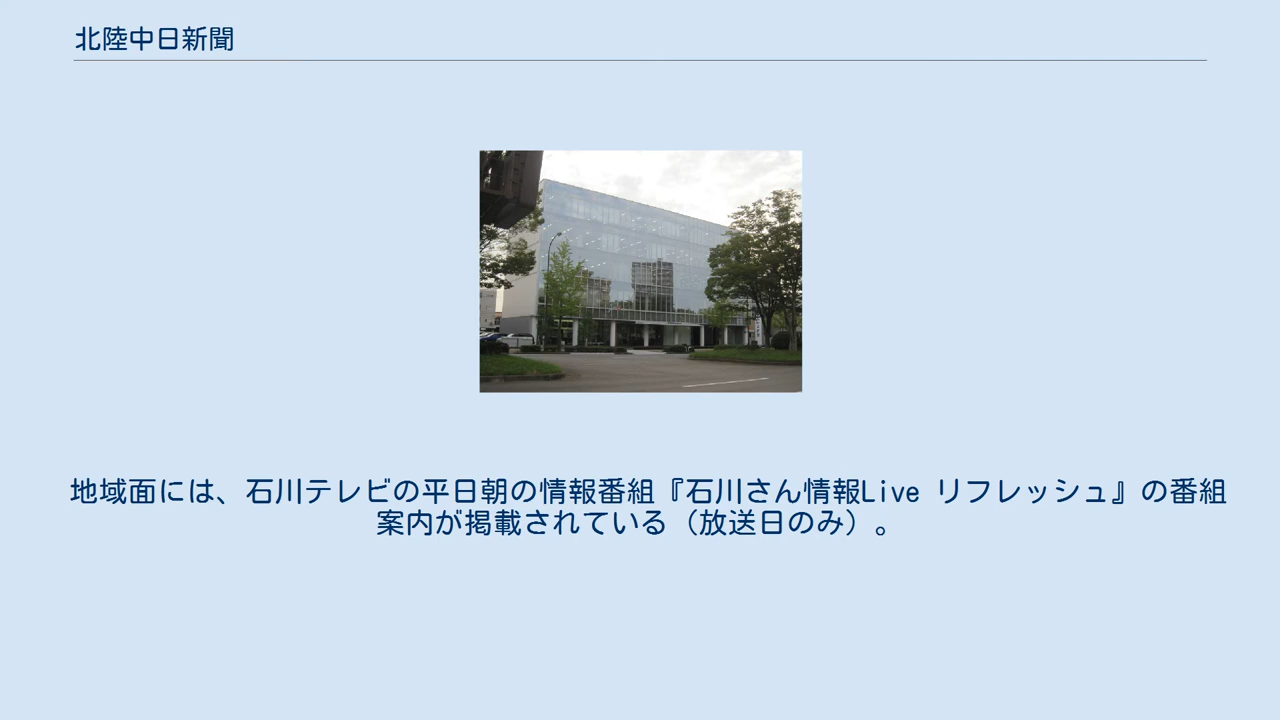 北陸中日新聞
地域面には、石川テレビの平日朝の情報番組『石川さん情報Live リフレッシュ』の番組
案内が掲載されている（放送日のみ）。